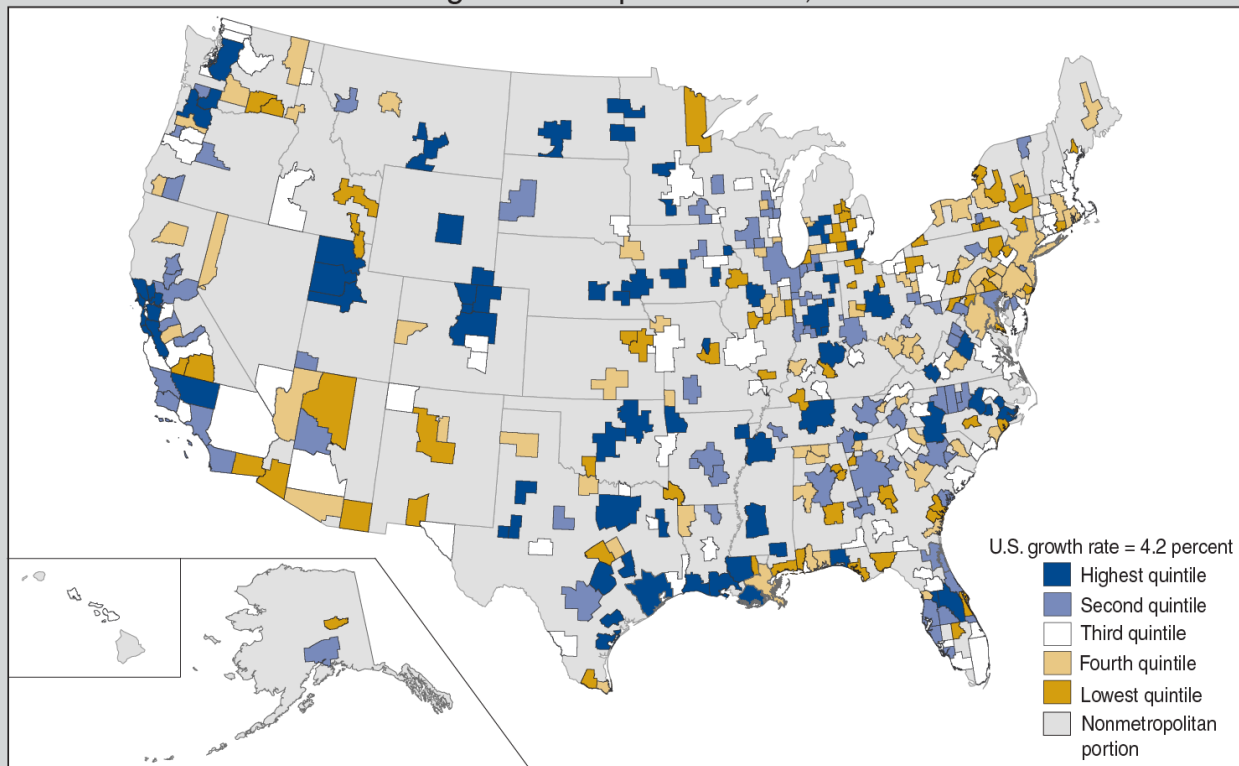 U.S. growth rate = 4.2 percent
Highest quintile
Second quintile
Third quintile
Fourth quintile
Lowest quintile
Nonmetropolitan
portion